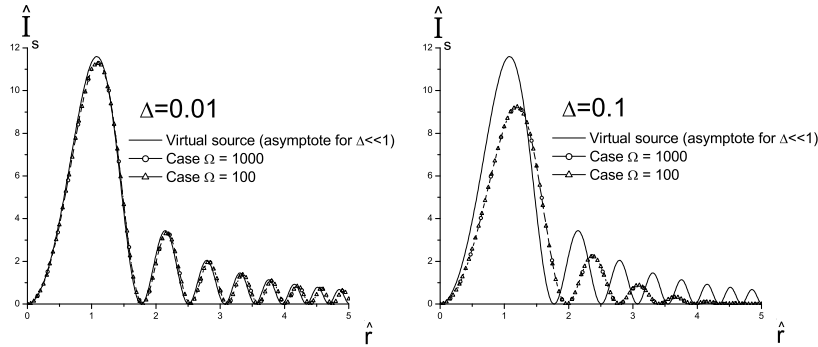 Î s
12
10
8
6
4
2
0
0 1 2 3 4 5
r̂
Δ=0.01
Virtual source (asymptote for Δ<<1)
Case Ω = 1000
Case Ω = 100
Î s
12
10
8
6
4
2
0
0 1 2 3 4 5
r̂
Δ=0.1
Virtual source (asymptote for Δ<<1)
Case Ω = 1000
Case Ω = 100